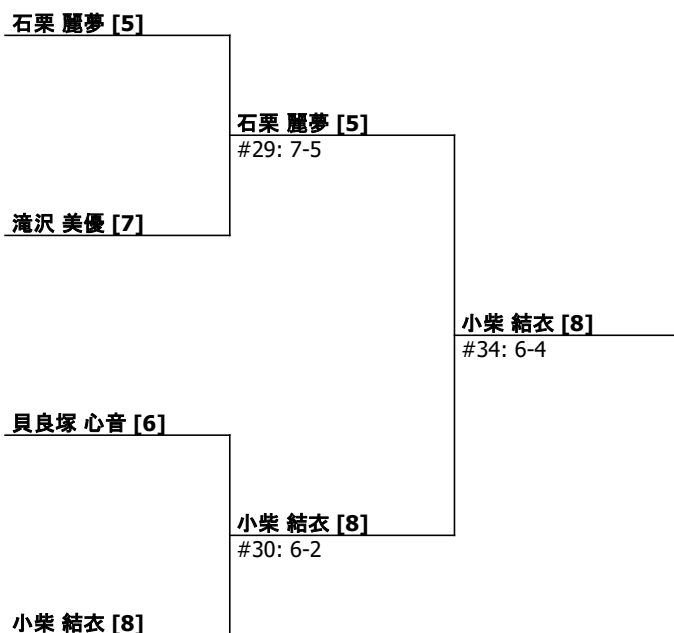 石栗 麗夢 [5]
石栗 麗夢 [5]
#29: 7-5
滝沢 美優 [7]
小柴 結衣 [8]
#34: 6-4
貝良塚 心音 [6]
小柴 結衣 [8]
#30: 6-2
小柴 結衣 [8]